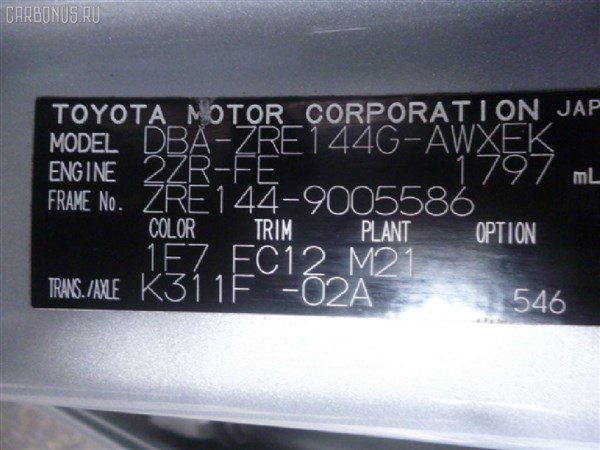 CARBONUS.RU
TOYOTA MOTOR CORPORATION JAP
MODEL DBA-ZRE144G-AWXEK
ENGINE 2ZR-FE 1797 mL
FRAME No. ZRE144-9005586
COLOR TRIM PLANT OPTION
1F7 FC12 M21
TRANS./AXLE K311F -02A 546